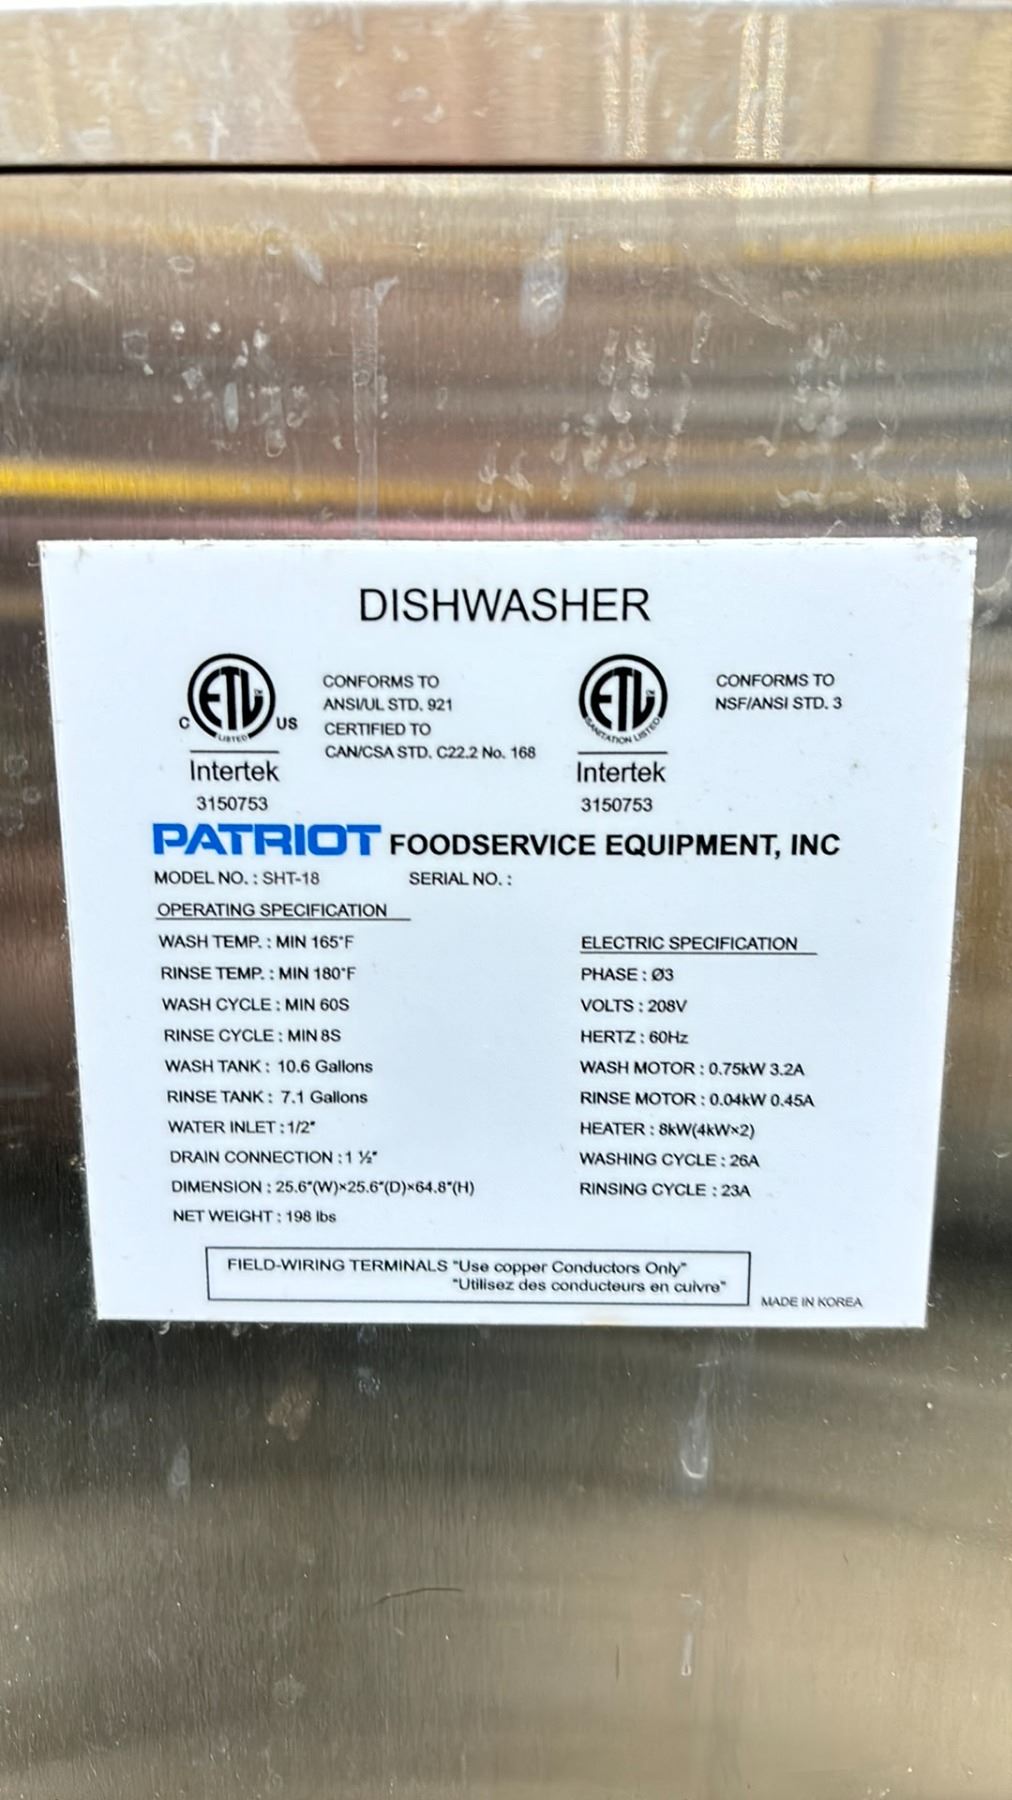 DISHWASHER
ETL
C LISTED US
Intertek
3150753
CONFORMS TO
ANSI/UL STD. 921
CERTIFIED TO
CAN/CSA STD. C22.2 No. 168
ETL
SANITATION LISTED
Intertek
3150753
CONFORMS TO
NSF/ANSI STD. 3
PATRIOT FOODSERVICE EQUIPMENT, INC
MODEL NO. : SHT-18 SERIAL NO. :
OPERATING SPECIFICATION
WASH TEMP. : MIN 165°F
RINSE TEMP. : MIN 180°F
WASH CYCLE : MIN 60S
RINSE CYCLE : MIN 8S
WASH TANK : 10.6 Gallons
RINSE TANK : 7.1 Gallons
WATER INLET : 1/2"
DRAIN CONNECTION : 1 ½"
DIMENSION : 25.6"(W)×25.6"(D)×64.8"(H)
NET WEIGHT : 198 lbs
ELECTRIC SPECIFICATION
PHASE : Ø3
VOLTS : 208V
HERTZ : 60Hz
WASH MOTOR : 0.75kW 3.2A
RINSE MOTOR : 0.04kW 0.45A
HEATER : 8kW(4kW×2)
WASHING CYCLE : 26A
RINSING CYCLE : 23A
FIELD-WIRING TERMINALS "Use copper Conductors Only"
"Utilisez des conducteurs en cuivre"
MADE IN KOREA